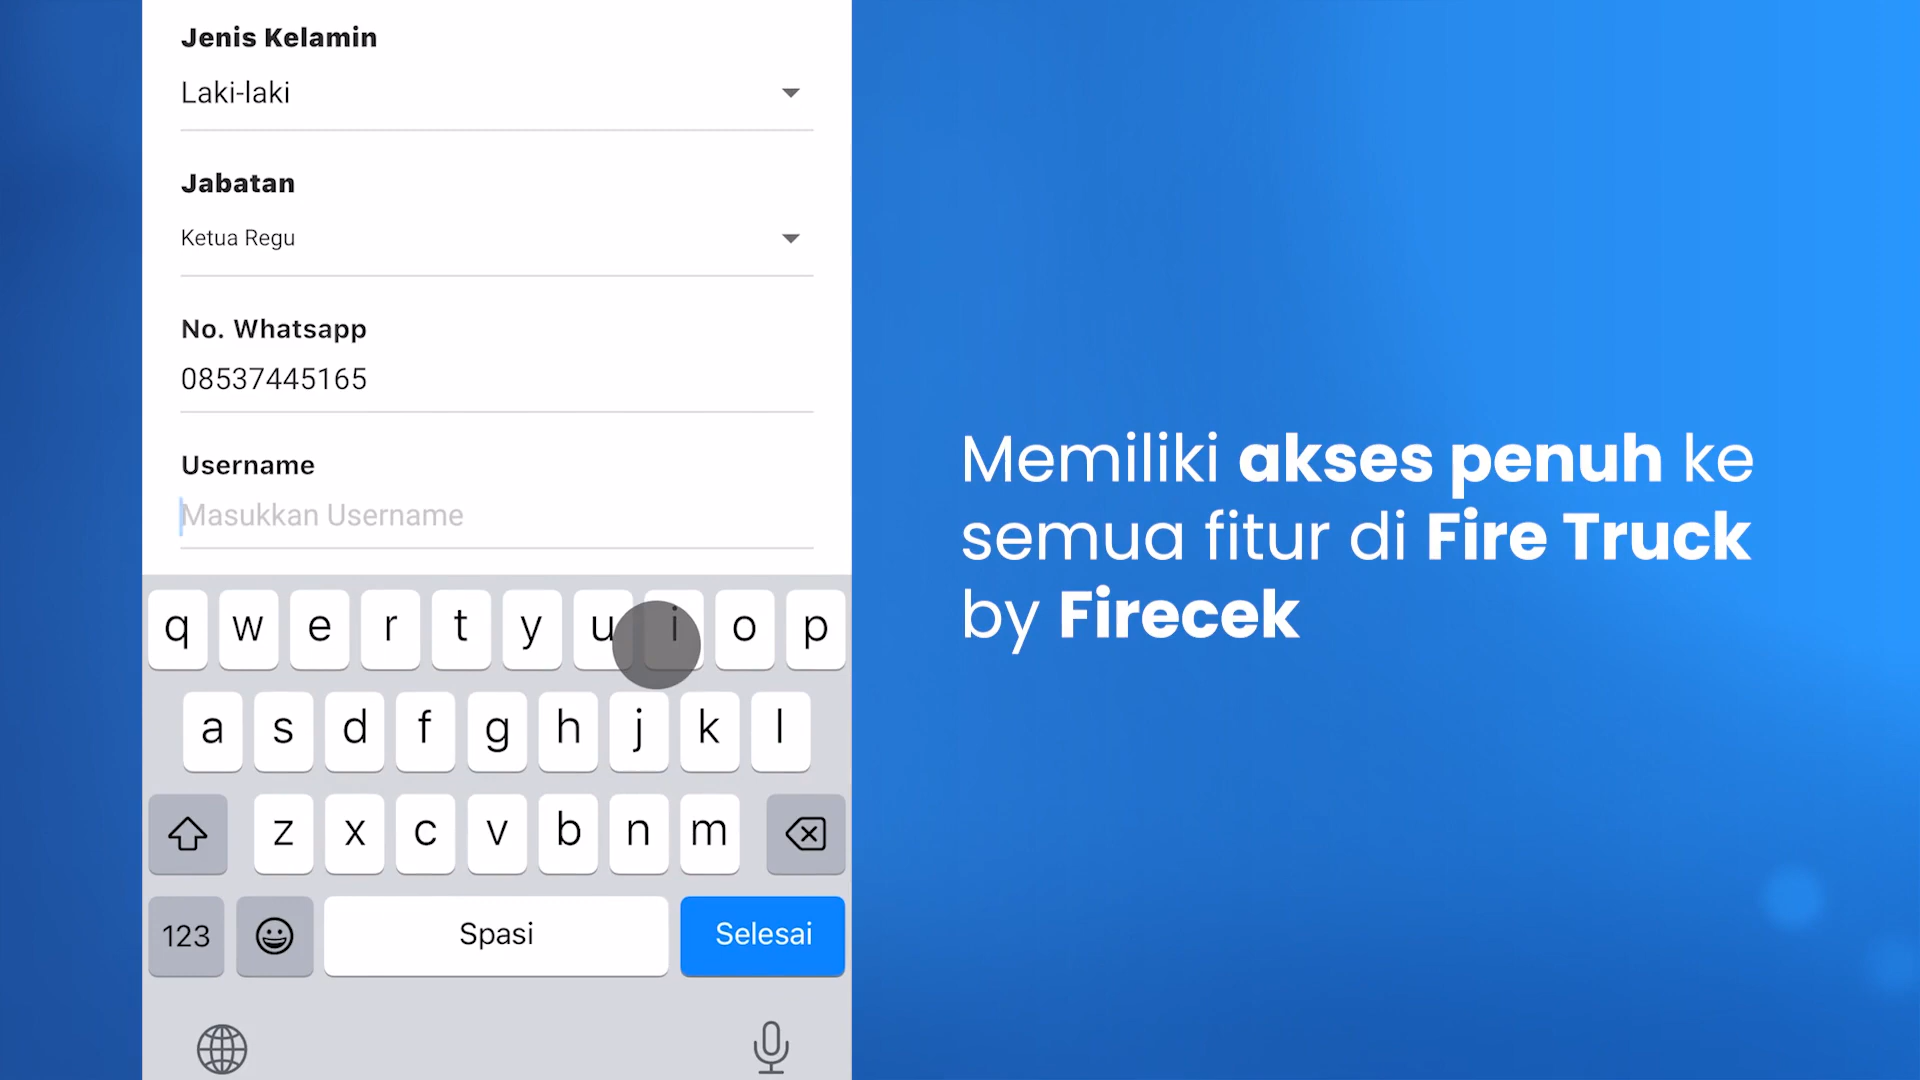 Jenis Kelamin
Laki-laki
Jabatan
Ketua Regu
No. Whatsapp
08537445165
Username
Masukkan Username
q w e r t y u i o p
a s d f g h j k l
z x c v b n m
123 Spasi Selesai
Memiliki akses penuh ke
semua fitur di Fire Truck
by Firecek